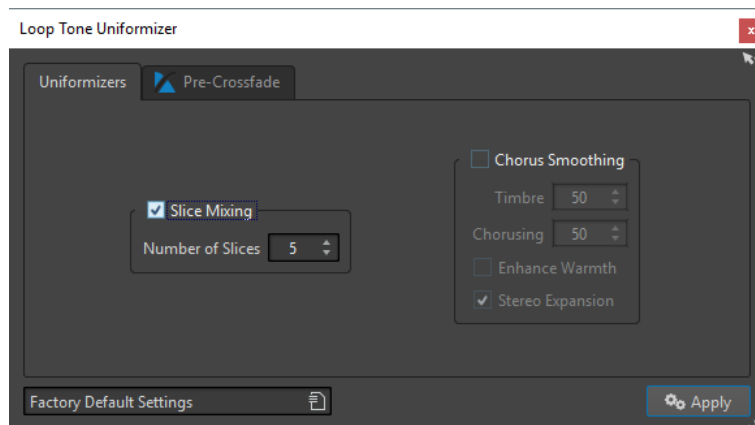 Loop Tone Uniformizer
x
Uniformizers
Pre-Crossfade
Slice Mixing
Number of Slices 5
Chorus Smoothing
Timbre 50
Chorusing 50
Enhance Warmth
Stereo Expansion
Factory Default Settings
Apply